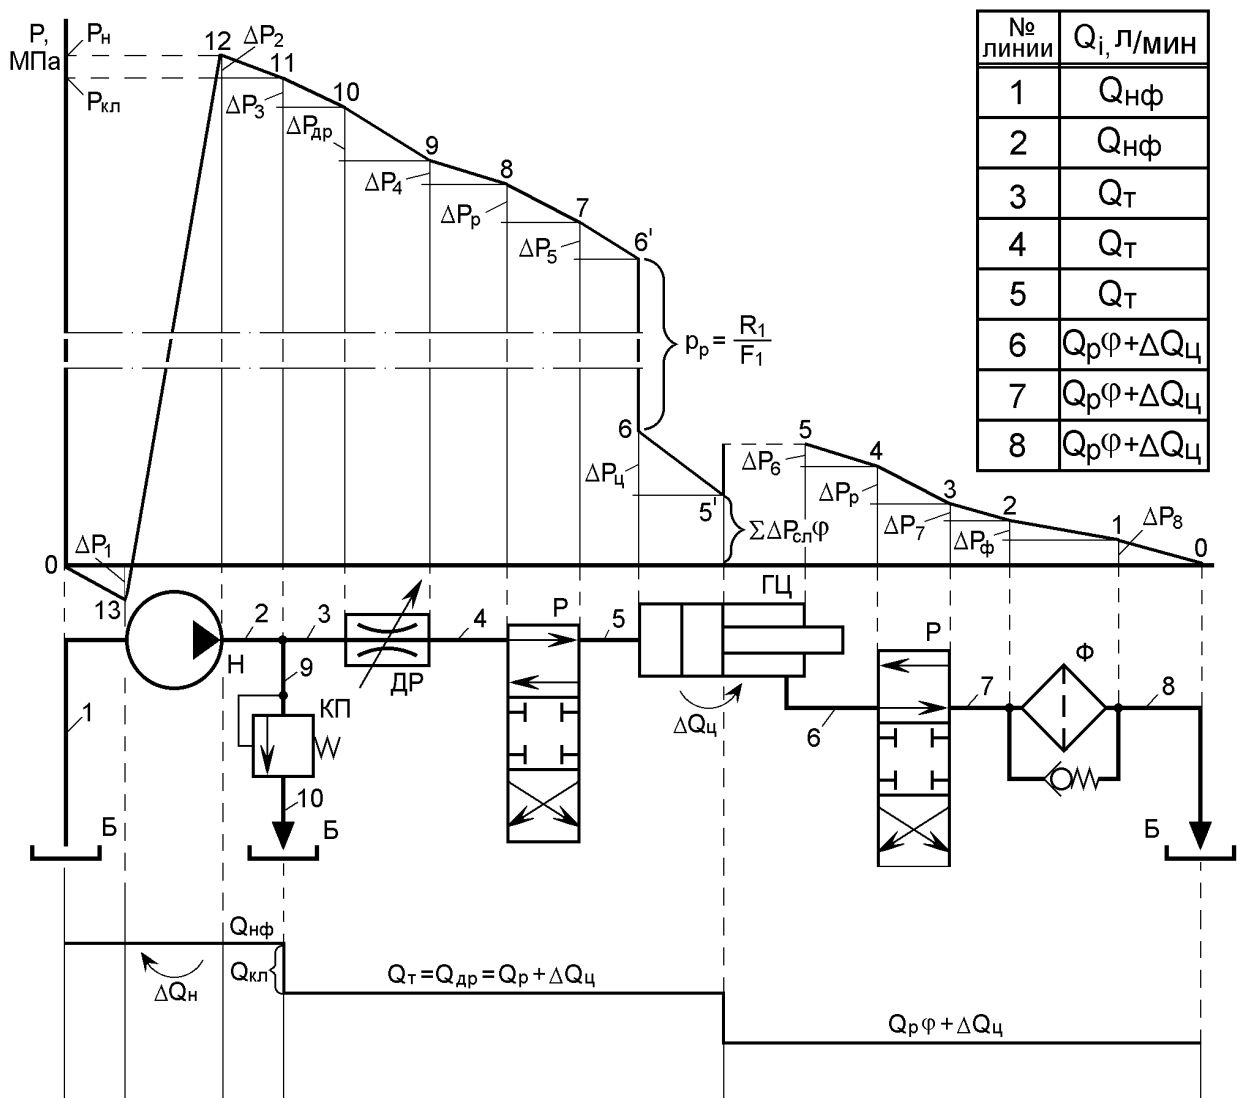 P,
МПа
Pн
Pкл
12
ΔP2
11
ΔP3
10
ΔPдр
9
ΔP4
8
ΔPр
7
ΔP5
6'
pр = R1/F1
6
ΔPц
5'
ΣΔPслφ
5
ΔP6
4
ΔPр
3
ΔP7
2
ΔPф
1
ΔP8
0
0
ΔP1
13
№ линии Qi, л/мин
1 Qнф
2 Qнф
3 Qт
4 Qт
5 Qт
6 Qрφ+ΔQц
7 Qрφ+ΔQц
8 Qрφ+ΔQц
ГЦ
2
3
4
Р
5
Н
9
ДР
КП
1
10
Б
Б
ΔQц
6
Р
7
Ф
8
Б
Qнф
Qкл
ΔQн
Qт=Qдр=Qр+ΔQц
Qрφ+ΔQц